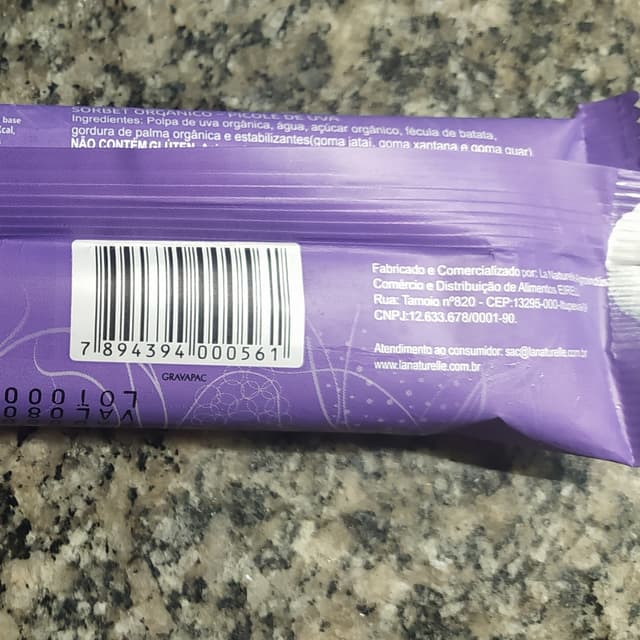 SORBET ORGÂNICO - PICOLÉ DE UVA
base
Ingredientes: Polpa de uva orgânica, água, açúcar orgânico, fécula de batata,
kcal,
gordura de palma orgânica e estabilizantes(goma jataí, goma xantana e goma guar)
NÃO CONTÉM GLÚTEN.
Fabricado e Comercializado por: La Naturelle
Comércio e Distribuição de Alimentos EIRELI
Rua: Tamoio nº820 - CEP:13295-000
CNPJ:12.633.678/0001-90.
7 894394 000561
Atendimento ao consumidor: sac@lanaturelle.com.br
www.lanaturelle.com.br
GRAVAPAC